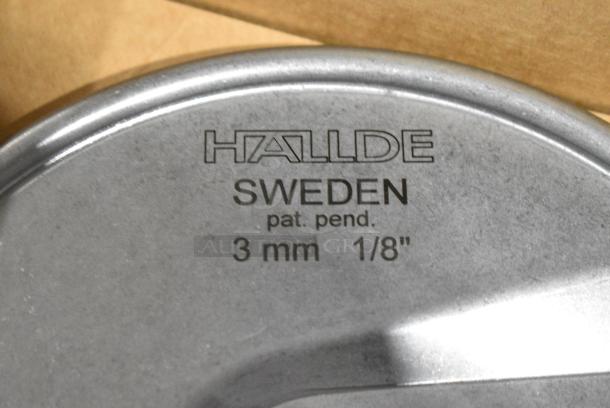 HALLDE
SWEDEN
pat. pend.
3 mm 1/8"